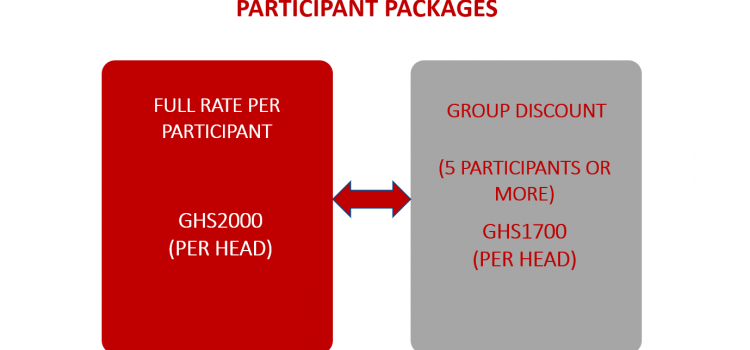 PARTICIPANT PACKAGES
FULL RATE PER
PARTICIPANT
GHS2000
(PER HEAD)
GROUP DISCOUNT
(5 PARTICIPANTS OR
MORE)
GHS1700
(PER HEAD)